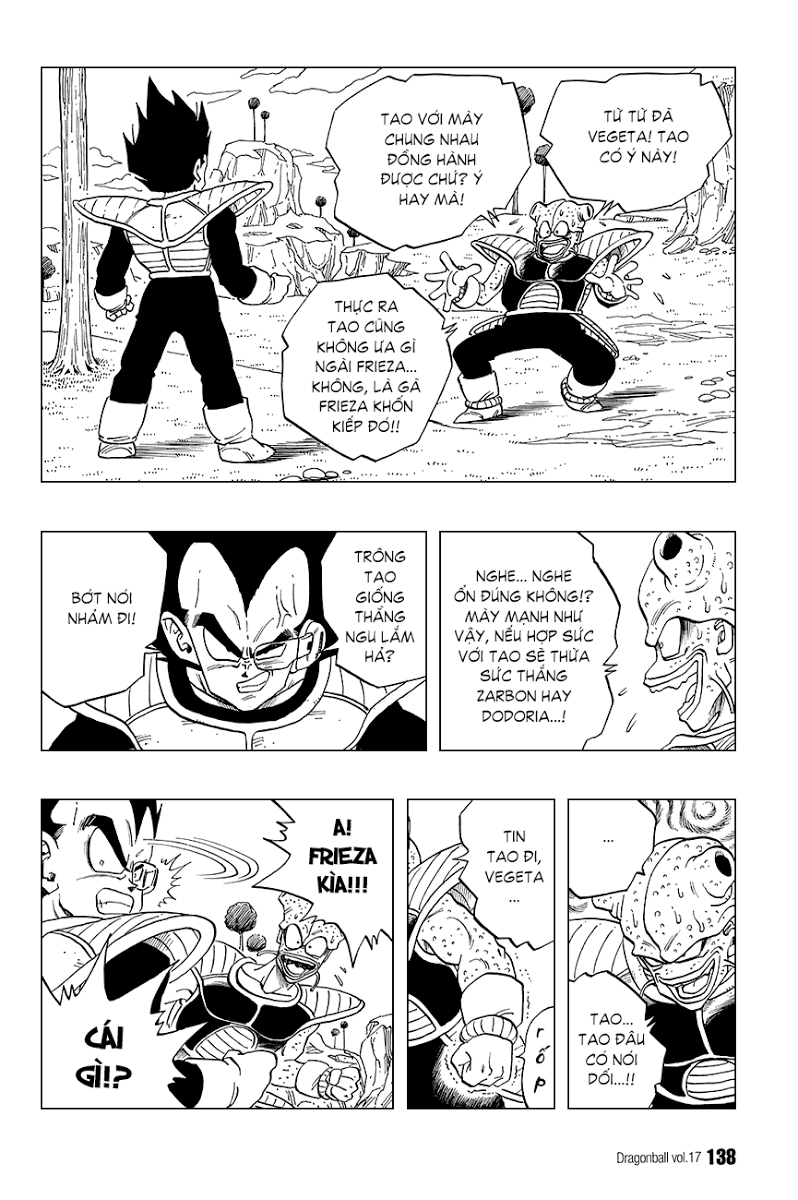 TỪ TỪ ĐÃ
VEGETA! TAO
CÓ Ý NÀY!
TAO VỚI MÀY
CHUNG NHAU
ĐỒNG HÀNH
ĐƯỢC CHỨ? Ý
HAY MÀ!
THỰC RA
TAO CŨNG
KHÔNG ƯA GÌ
NGÀI FRIEZA...
KHÔNG, LÀ GÃ
FRIEZA KHỐN
KIẾP ĐÓ!!
NGHE... NGHE
ỔN ĐÚNG KHÔNG!?
MÀY MẠNH NHƯ
VẬY, NẾU HỢP SỨC
VỚI TAO SẼ THỪA
SỨC THẮNG
ZARBON HAY
DODORIA...!
TRÔNG
TAO
GIỐNG
THẰNG
NGU LẮM
HẢ?
BỚT NÓI
NHẢM ĐI!
...
TAO...
TAO ĐÂU
CÓ NÓI
DỐI...!!
TIN
TAO ĐI,
VEGETA
...
rốp
A!
FRIEZA
KÌA!!!
CÁI
GÌ!?
Dragonball vol.17 138